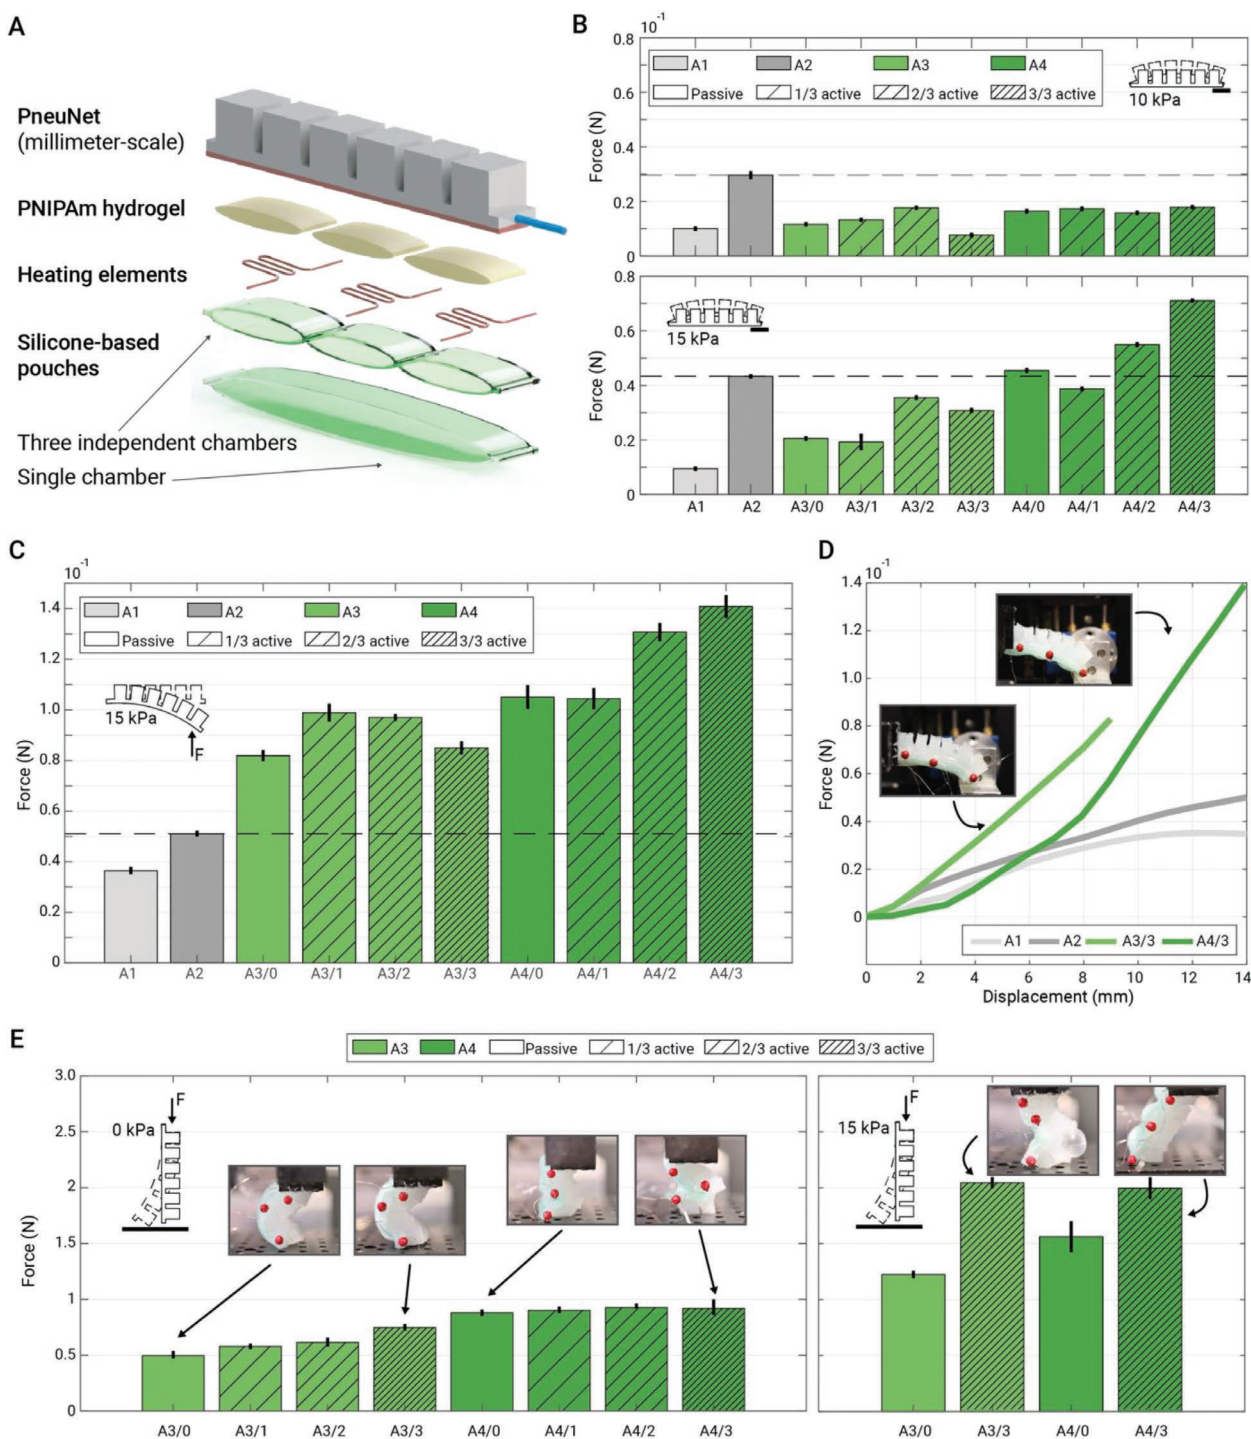 A
PneuNet
(millimeter-scale)
PNIPAm hydrogel
Heating elements
Silicone-based
pouches
Three independent chambers
Single chamber
B
10⁻¹
0.8
0.6
0.4
0.2
0
Force (N)
A1 A2 A3 A4
Passive 1/3 active 2/3 active 3/3 active
10 kPa
0.8
0.6
0.4
0.2
0
Force (N)
15 kPa
A1 A2 A3/0 A3/1 A3/2 A3/3 A4/0 A4/1 A4/2 A4/3
C
10⁻¹
1.4
1.2
1.0
0.8
0.6
0.4
0.2
0
Force (N)
A1 A2 A3 A4
Passive 1/3 active 2/3 active 3/3 active
15 kPa
F
A1 A2 A3/0 A3/1 A3/2 A3/3 A4/0 A4/1 A4/2 A4/3
D
10⁻¹
1.4
1.2
1.0
0.8
0.6
0.4
0.2
0
Force (N)
A1 A2 A3/3 A4/3
0 2 4 6 8 10 12 14
Displacement (mm)
E
A3 A4 Passive 1/3 active 2/3 active 3/3 active
3.0
2.5
2
1.5
1
0.5
0
Force (N)
F
0 kPa
A3/0 A3/1 A3/2 A3/3 A4/0 A4/1 A4/2 A4/3
F
15 kPa
A3/0 A3/3 A4/0 A4/3